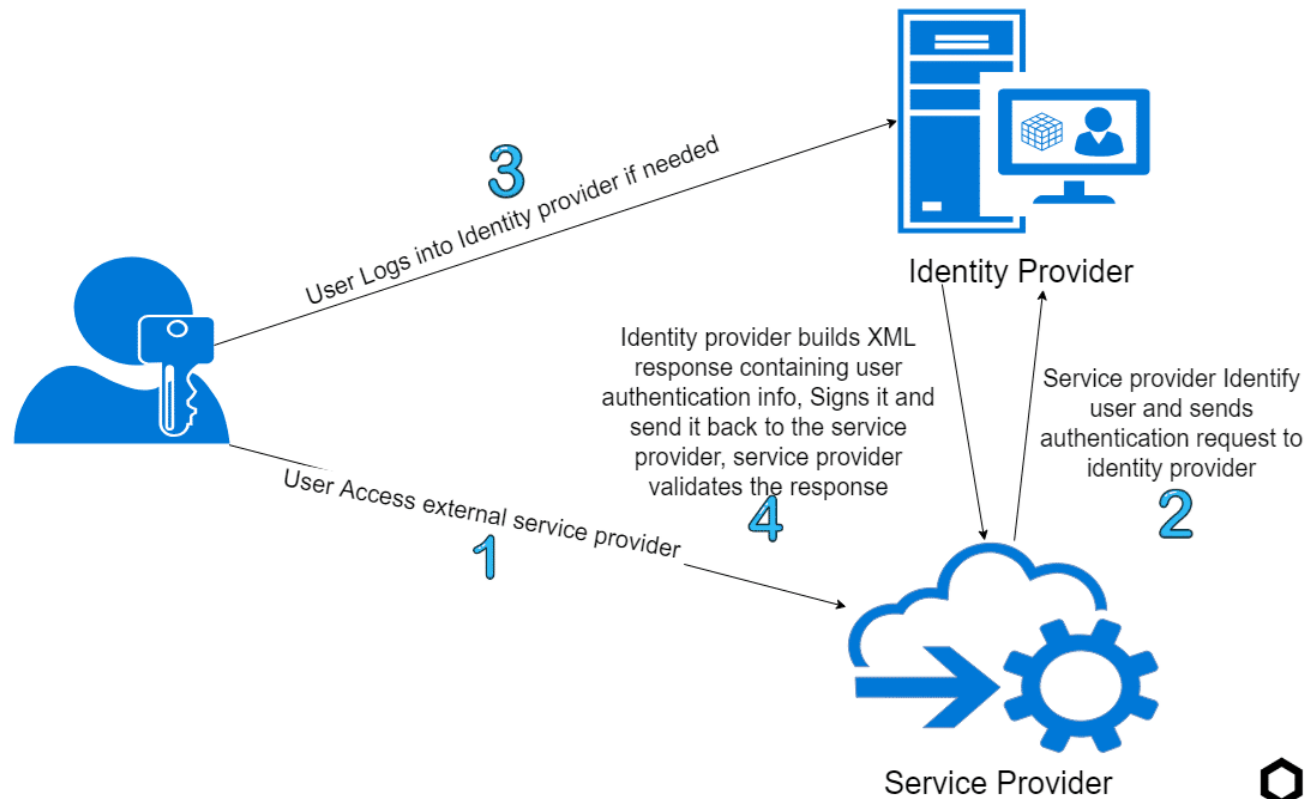 3
User Logs into Identity provider if needed
Identity Provider
Identity provider builds XML
response containing user
authentication info, Signs it and
send it back to the service
provider, service provider
validates the response
4
Service provider Identify
user and sends
authentication request to
identity provider
2
User Access external service provider
1
Service Provider